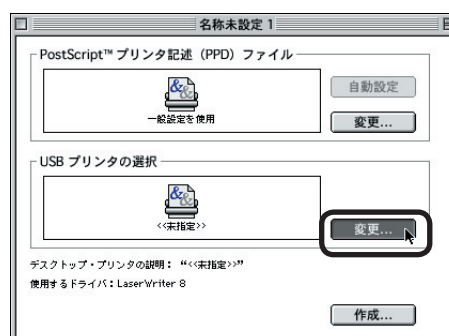 名称未設定 1
PostScript™ プリンタ記述（PPD）ファイル
一般設定を使用
自動設定
変更...
USB プリンタの選択
<<未指定>>
変更...
デスクトップ・プリンタの説明： “<<未指定>>”
使用するドライバ：LaserWriter 8
作成...